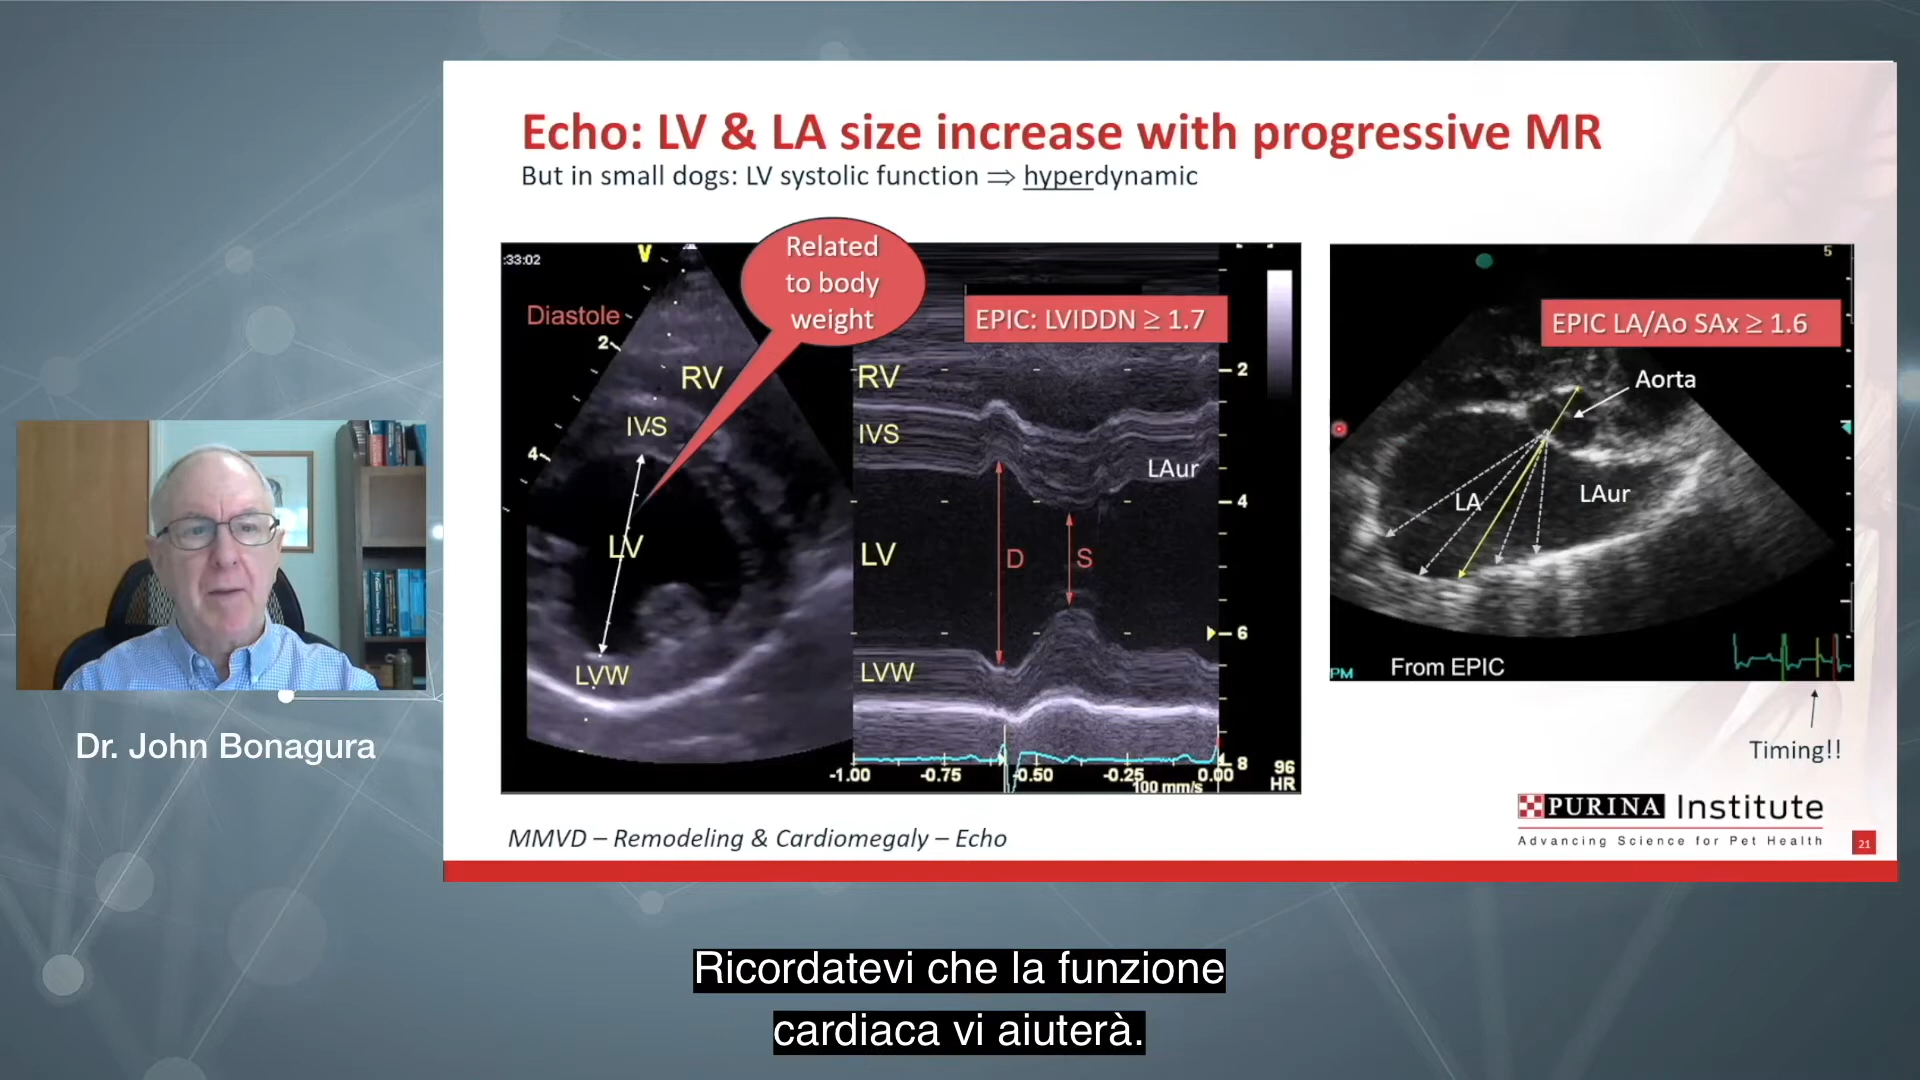 Echo: LV & LA size increase with progressive MR
But in small dogs: LV systolic function ⇒ hyperdynamic
:33:02
V
Diastole
2
4
RV
IVS
LV
LVW
Related
to body
weight
EPIC: LVIDDN ≥ 1.7
RV
IVS
LAur
LV
D
S
LVW
2
4
6
8
-1.00 -0.75 -0.50 -0.25 0.00
100 mm/s
96
HR
5
EPIC LA/Ao SAx ≥ 1.6
Aorta
LA
LAur
PM
From EPIC
Timing!!
MMVD – Remodeling & Cardiomegaly – Echo
PURINA Institute
Advancing Science for Pet Health
21
Dr. John Bonagura
Ricordatevi che la funzione
cardiaca vi aiuterà.